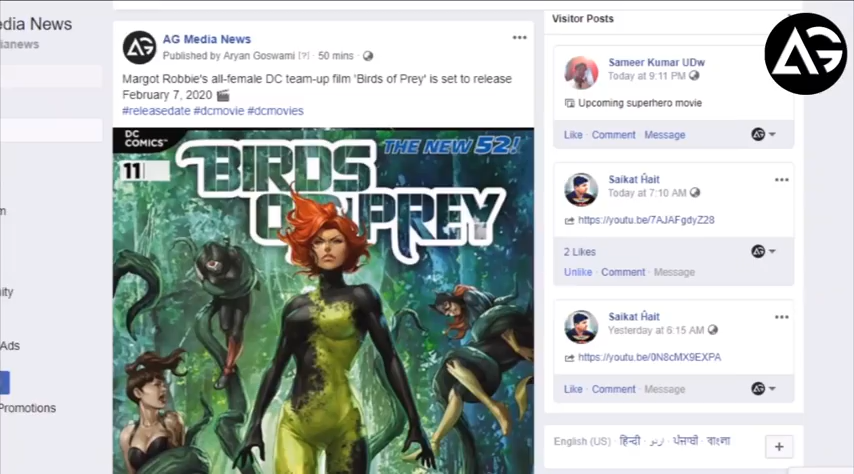 edia News
ianews
m
ity
Ads
Promotions
AG Media News
Published by Aryan Goswami [?] · 50 mins ·
Margot Robbie's all-female DC team-up film 'Birds of Prey' is set to release
February 7, 2020 🎬
#releasedate #dcmovie #dcmovies
DC
COMICS™
THE NEW 52!
11
BIRDS
OF PREY
Visitor Posts
Sameer Kumar UDw
Today at 9:11 PM ·
Upcoming superhero movie
Like · Comment · Message
Saikat Ĥait
Today at 7:10 AM ·
https://youtu.be/7AJAFgdyZ28
2 Likes
Unlike · Comment · Message
Saikat Ĥait
Yesterday at 6:15 AM ·
https://youtu.be/0N8cMX9EXPA
Like · Comment · Message
English (US) · हिन्दी · اردو · ਪੰਜਾਬੀ · বাংলা
AG